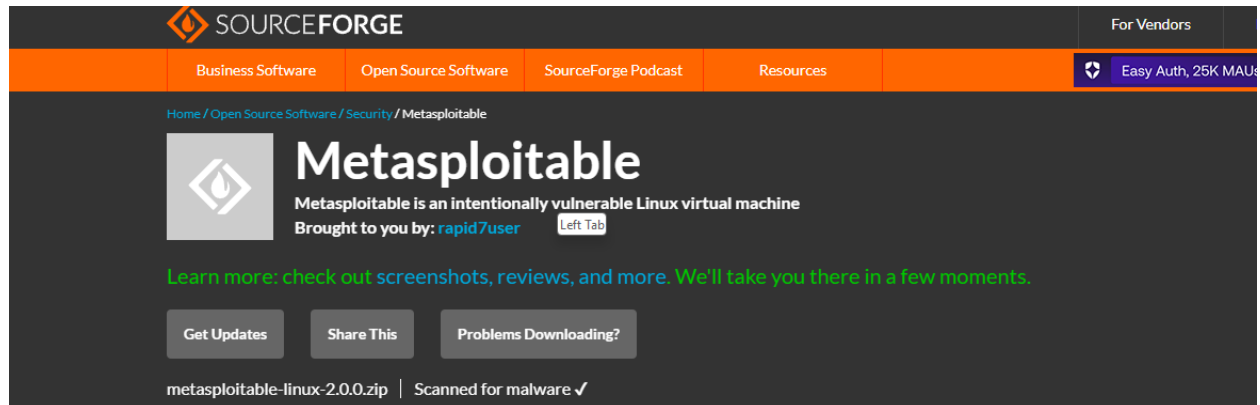 SOURCEFORGE
For Vendors
Business Software
Open Source Software
SourceForge Podcast
Resources
Easy Auth, 25K MAUs
Home / Open Source Software / Security / Metasploitable
Metasploitable
Metasploitable is an intentionally vulnerable Linux virtual machine
Brought to you by: rapid7user
Left Tab
Learn more: check out screenshots, reviews, and more. We'll take you there in a few moments.
Get Updates
Share This
Problems Downloading?
metasploitable-linux-2.0.0.zip | Scanned for malware ✓